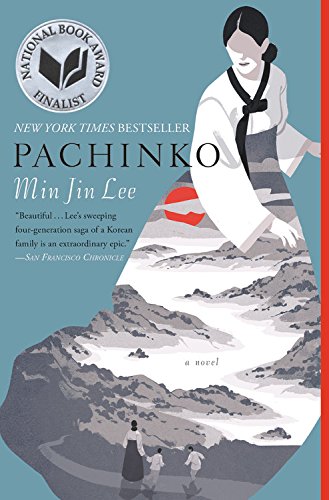 NATIONAL BOOK AWARD
FINALIST
NEW YORK TIMES BESTSELLER
PACHINKO
Min Jin Lee
"Beautiful . . . Lee's sweeping
four-generation saga of a Korean
family is an extraordinary epic."
—SAN FRANCISCO CHRONICLE
a novel